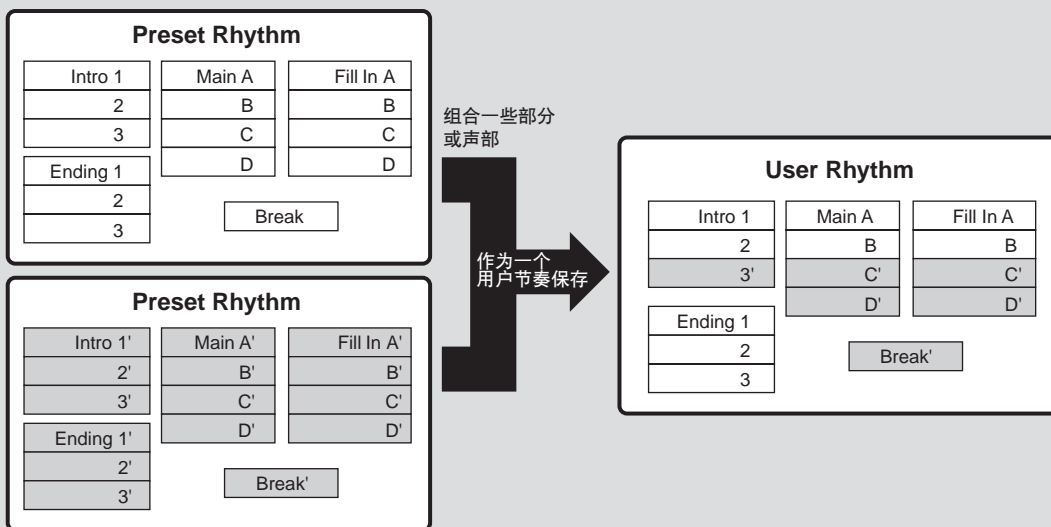 Preset Rhythm
Intro 1
2
3
Ending 1
2
3
Main A
B
C
D
Fill In A
B
C
D
Break
Preset Rhythm
Intro 1'
2'
3'
Ending 1'
2'
3'
Main A'
B'
C'
D'
Fill In A'
B'
C'
D'
Break'
组合一些部分
或声部
作为一个
用户节奏保存
User Rhythm
Intro 1
2
3'
Ending 1
2
3
Main A
B
C'
D'
Fill In A
B
C'
D'
Break'